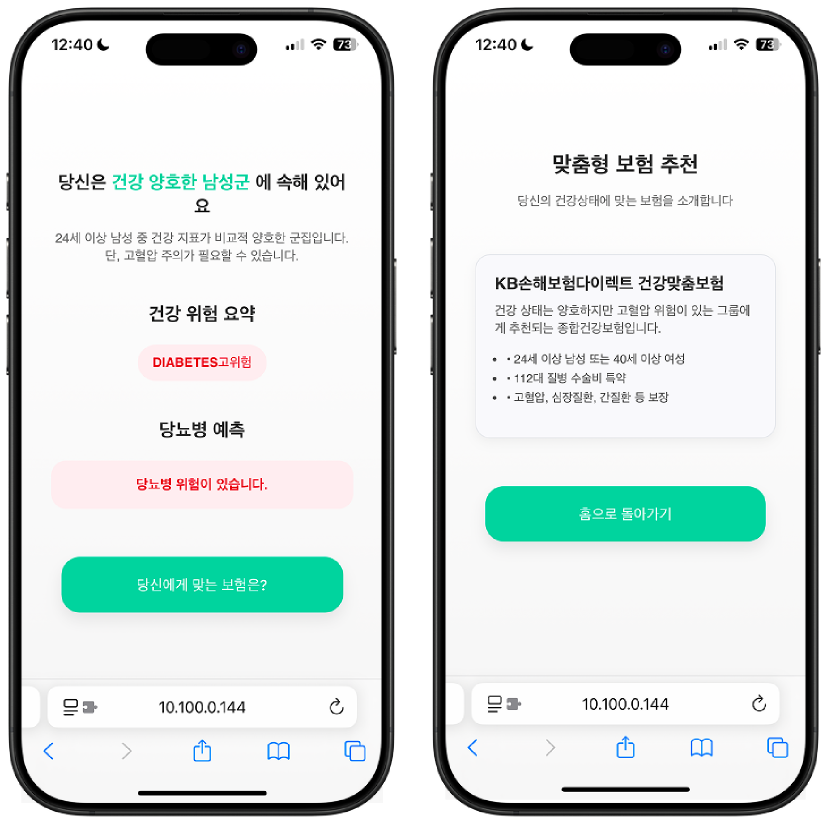 12:40
73
당신은 건강 양호한 남성군 에 속해 있어
요
24세 이상 남성 중 건강 지표가 비교적 양호한 군집입니다.
단, 고혈압 주의가 필요할 수 있습니다.
건강 위험 요약
DIABETES고위험
당뇨병 예측
당뇨병 위험이 있습니다.
당신에게 맞는 보험은?
10.100.0.144
12:40
73
맞춤형 보험 추천
당신의 건강상태에 맞는 보험을 소개합니다
KB손해보험다이렉트 건강맞춤보험
건강 상태는 양호하지만 고혈압 위험이 있는 그룹에
게 추천되는 종합건강보험입니다.
• • 24세 이상 남성 또는 40세 이상 여성
• • 112대 질병 수술비 특약
• • 고혈압, 심장질환, 간질환 등 보장
홈으로 돌아가기
10.100.0.144